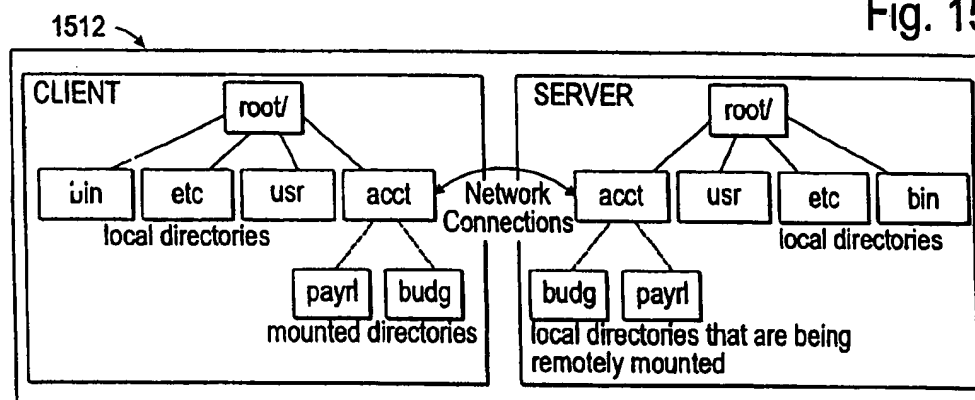 Fig. 15
1512
CLIENT
root/
bin
etc
usr
acct
local directories
payrl
budg
mounted directories
Network
Connections
SERVER
root/
acct
usr
etc
bin
local directories
budg
payrl
local directories that are being
remotely mounted